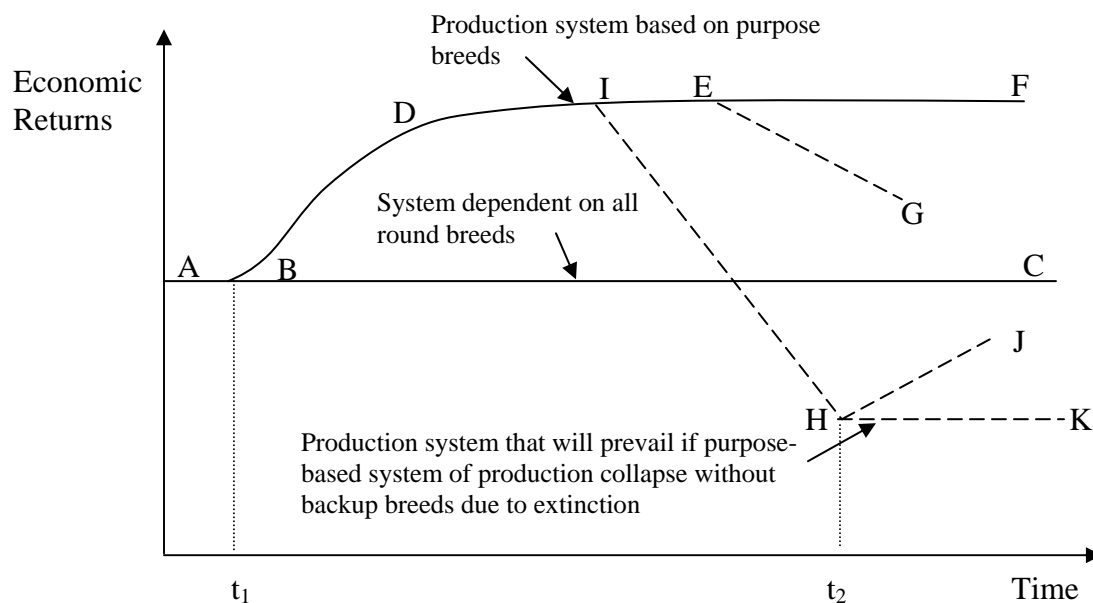 Production system based on purpose
breeds
Economic
Returns
I
E
F
D
G
System dependent on all
round breeds
A
B
C
J
H
K
Production system that will prevail if purpose-
based system of production collapse without
backup breeds due to extinction
t1
t2
Time